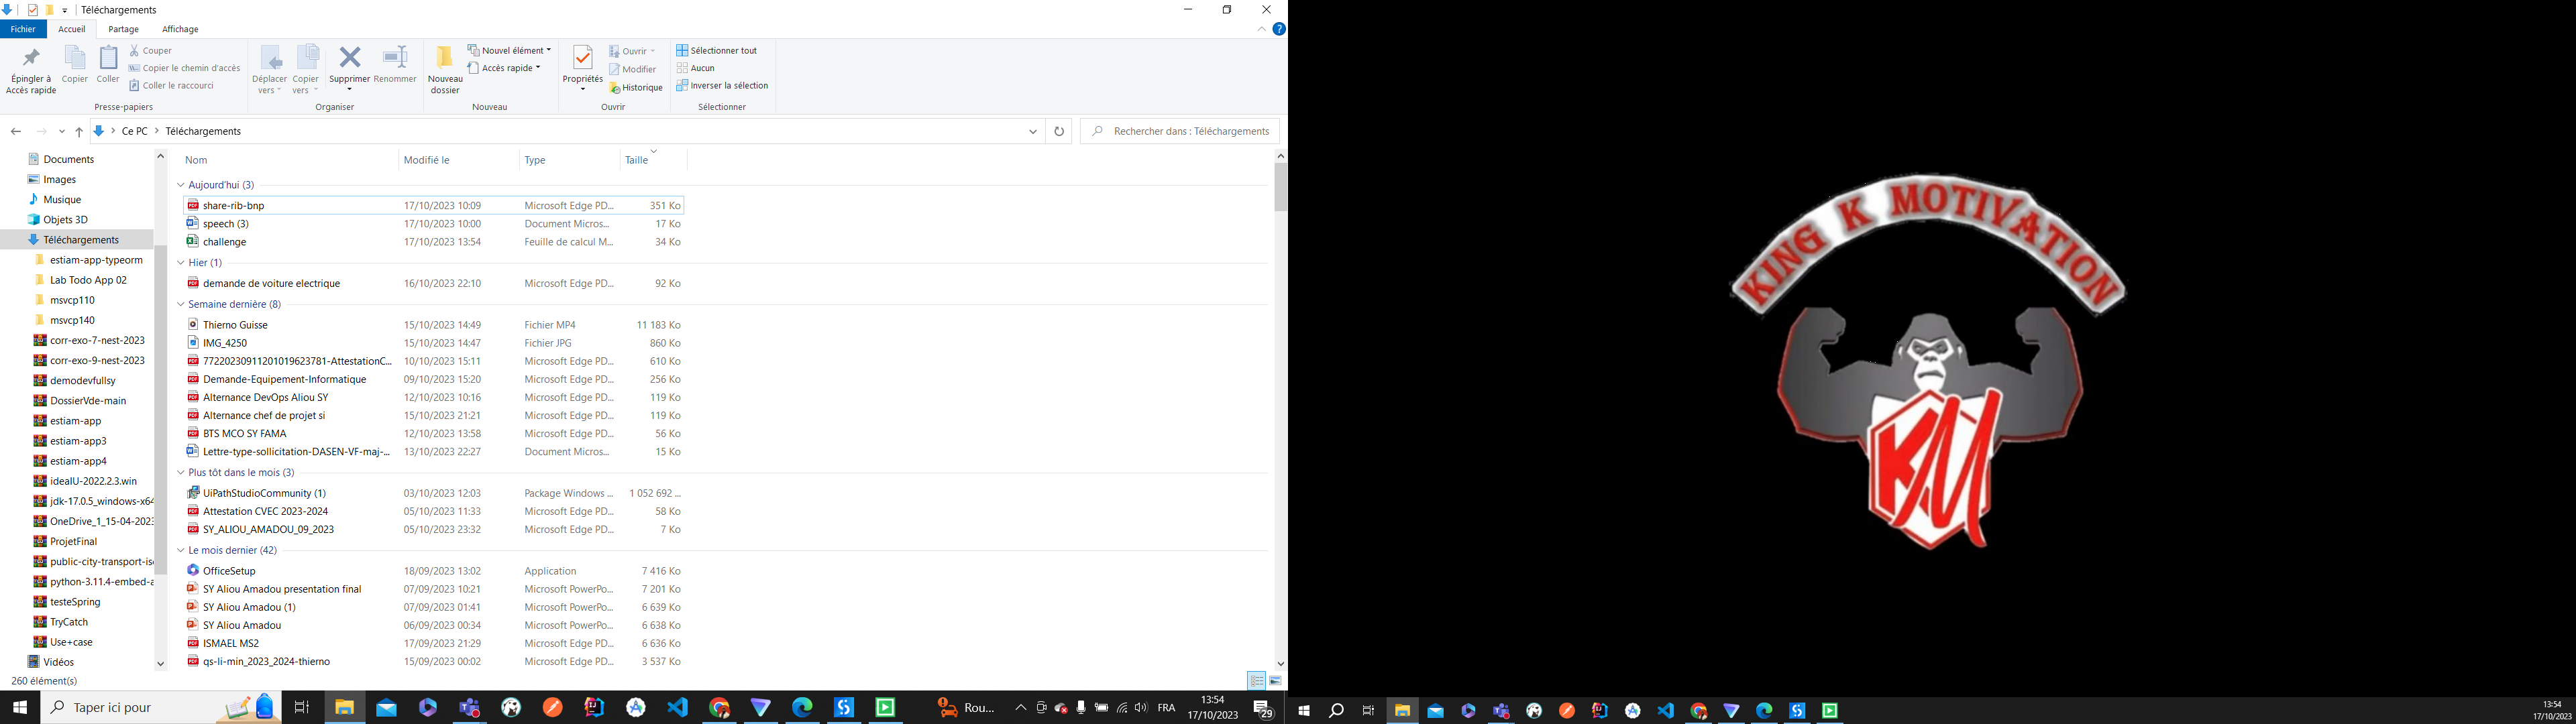 Téléchargements
Fichier Accueil Partage Affichage
Épingler à Accès rapide
Copier
Coller
Couper
Copier le chemin d'accès
Coller le raccourci
Presse-papiers
Déplacer vers
Copier vers
Supprimer
Renommer
Organiser
Nouveau dossier
Nouvel élément
Accès rapide
Nouveau
Propriétés
Ouvrir
Modifier
Historique
Ouvrir
Sélectionner tout
Aucun
Inverser la sélection
Sélectionner
Ce PC > Téléchargements
Rechercher dans : Téléchargements
Documents
Images
Musique
Objets 3D
Téléchargements
estiam-app-typeorm
Lab Todo App 02
msvcp110
msvcp140
corr-exo-7-nest-2023
corr-exo-9-nest-2023
demodevfullsy
DossierVde-main
estiam-app
estiam-app3
estiam-app4
ideaIU-2022.2.3.win
jdk-17.0.5_windows-x64
OneDrive_1_15-04-2023
ProjetFinal
public-city-transport-is
python-3.11.4-embed-a
testeSpring
TryCatch
Use+case
Vidéos
Nom Modifié le Type Taille
Aujourd'hui (3)
share-rib-bnp 17/10/2023 10:09 Microsoft Edge PD... 351 Ko
speech (3) 17/10/2023 10:00 Document Micros... 17 Ko
challenge 17/10/2023 13:54 Feuille de calcul M... 34 Ko
Hier (1)
demande de voiture electrique 16/10/2023 22:10 Microsoft Edge PD... 92 Ko
Semaine dernière (8)
Thierno Guisse 15/10/2023 14:49 Fichier MP4 11 183 Ko
IMG_4250 15/10/2023 14:47 Fichier JPG 860 Ko
77220230911201019623781-AttestationC... 10/10/2023 15:11 Microsoft Edge PD... 610 Ko
Demande-Equipement-Informatique 09/10/2023 15:20 Microsoft Edge PD... 256 Ko
Alternance DevOps Aliou SY 12/10/2023 10:16 Microsoft Edge PD... 119 Ko
Alternance chef de projet si 15/10/2023 21:21 Microsoft Edge PD... 119 Ko
BTS MCO SY FAMA 12/10/2023 13:58 Microsoft Edge PD... 56 Ko
Lettre-type-sollicitation-DASEN-VF-maj-... 13/10/2023 22:27 Document Micros... 15 Ko
Plus tôt dans le mois (3)
UiPathStudioCommunity (1) 03/10/2023 12:03 Package Windows ... 1 052 692 ...
Attestation CVEC 2023-2024 05/10/2023 11:33 Microsoft Edge PD... 58 Ko
SY_ALIOU_AMADOU_09_2023 05/10/2023 23:32 Microsoft Edge PD... 7 Ko
Le mois dernier (42)
OfficeSetup 18/09/2023 13:02 Application 7 416 Ko
SY Aliou Amadou presentation final 07/09/2023 10:21 Microsoft PowerPo... 7 201 Ko
SY Aliou Amadou (1) 07/09/2023 01:41 Microsoft PowerPo... 6 639 Ko
SY Aliou Amadou 06/09/2023 00:34 Microsoft PowerPo... 6 638 Ko
ISMAEL MS2 17/09/2023 21:29 Microsoft Edge PD... 6 636 Ko
qs-li-min_2023_2024-thierno 15/09/2023 00:02 Microsoft Edge PD... 3 537 Ko
260 élément(s)
Taper ici pour
Rou...
FRA
13:54
17/10/2023
29
KING K MOTIVATION
KM
13:54
17/10/2023